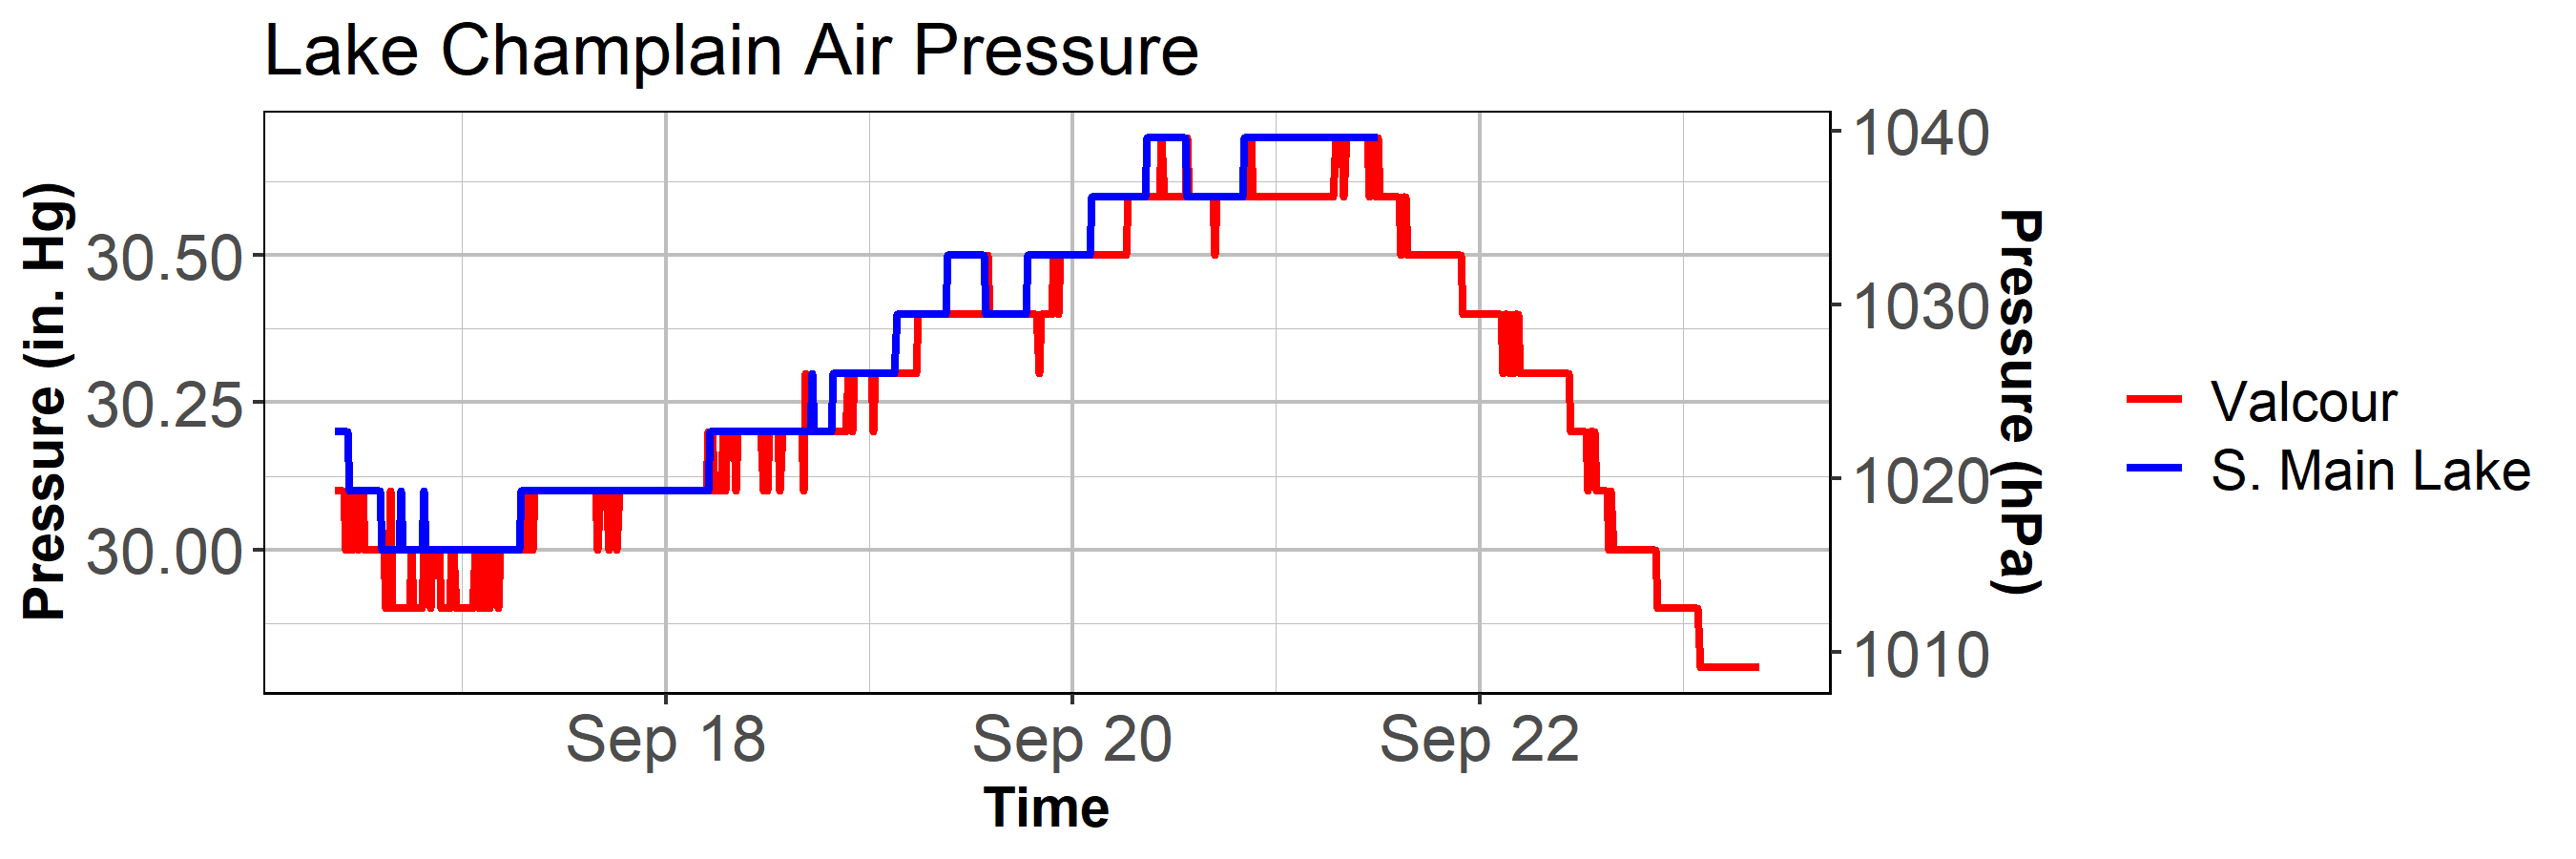 Lake Champlain Air Pressure
Pressure (in. Hg)
30.50
30.25
30.00
1040
1030
1020
1010
Pressure (hPa)
Sep 18
Sep 20
Sep 22
Time
Valcour
S. Main Lake